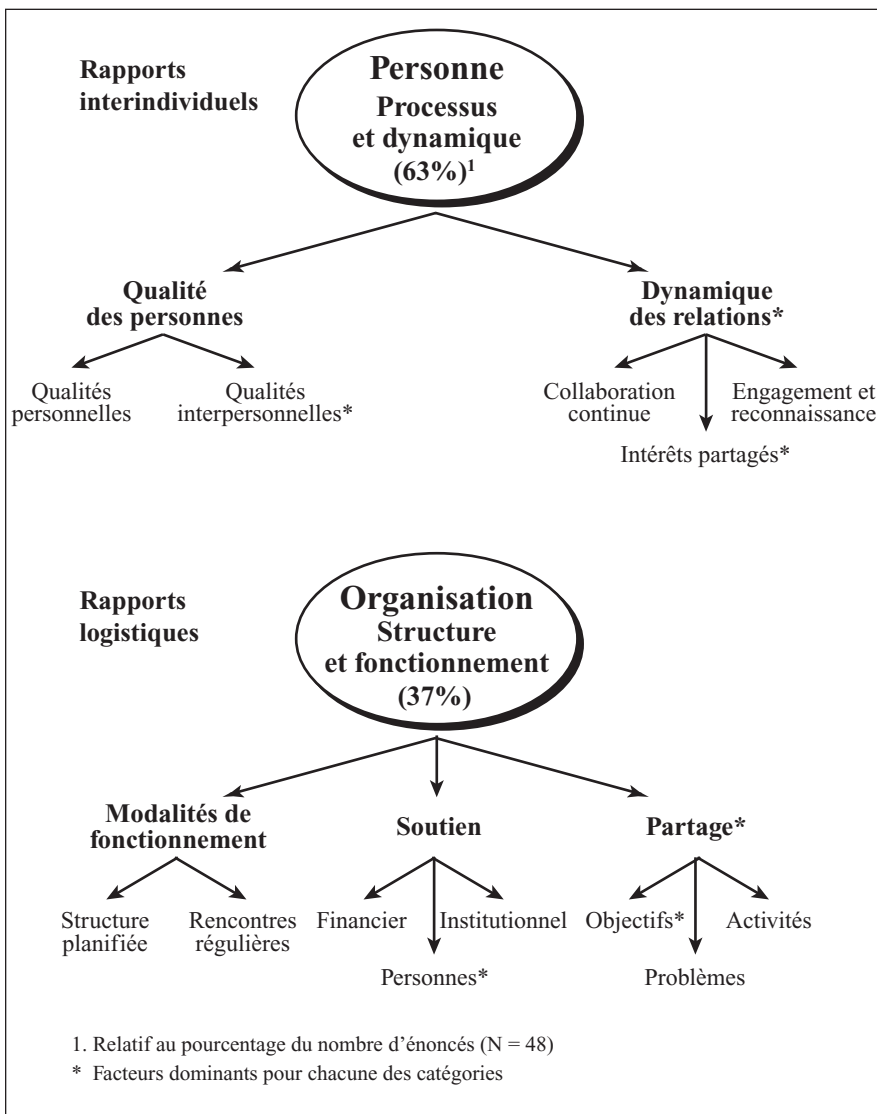 Rapports
interindividuels
Personne
Processus
et dynamique
(63%)¹
Qualité
des personnes
Dynamique
des relations*
Qualités
personnelles
Qualités
interpersonnelles*
Collaboration
continue
Engagement et
reconnaissance
Intérêts partagés*
Rapports
logistiques
Organisation
Structure
et fonctionnement
(37%)
Modalités de
fonctionnement
Soutien
Partage*
Structure
planifiée
Rencontres
régulières
Financier
Institutionnel
Personnes*
Objectifs*
Activités
Problèmes
1. Relatif au pourcentage du nombre d’énoncés (N = 48)
* Facteurs dominants pour chacune des catégories